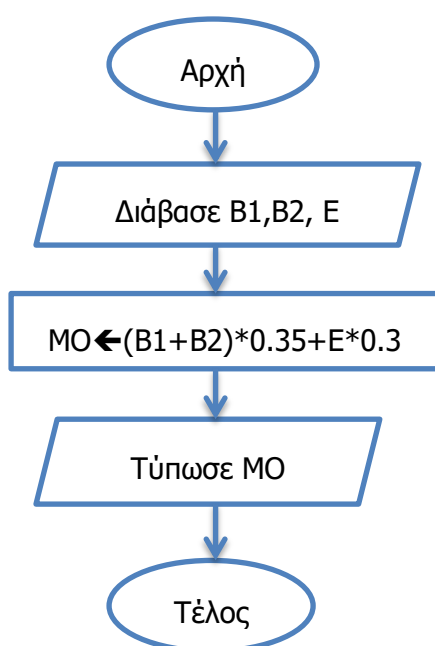 Αρχή
Διάβασε Β1,Β2, Ε
ΜΟ🡸(Β1+Β2)*0.35+Ε*0.3
Τύπωσε ΜΟ
Τέλος